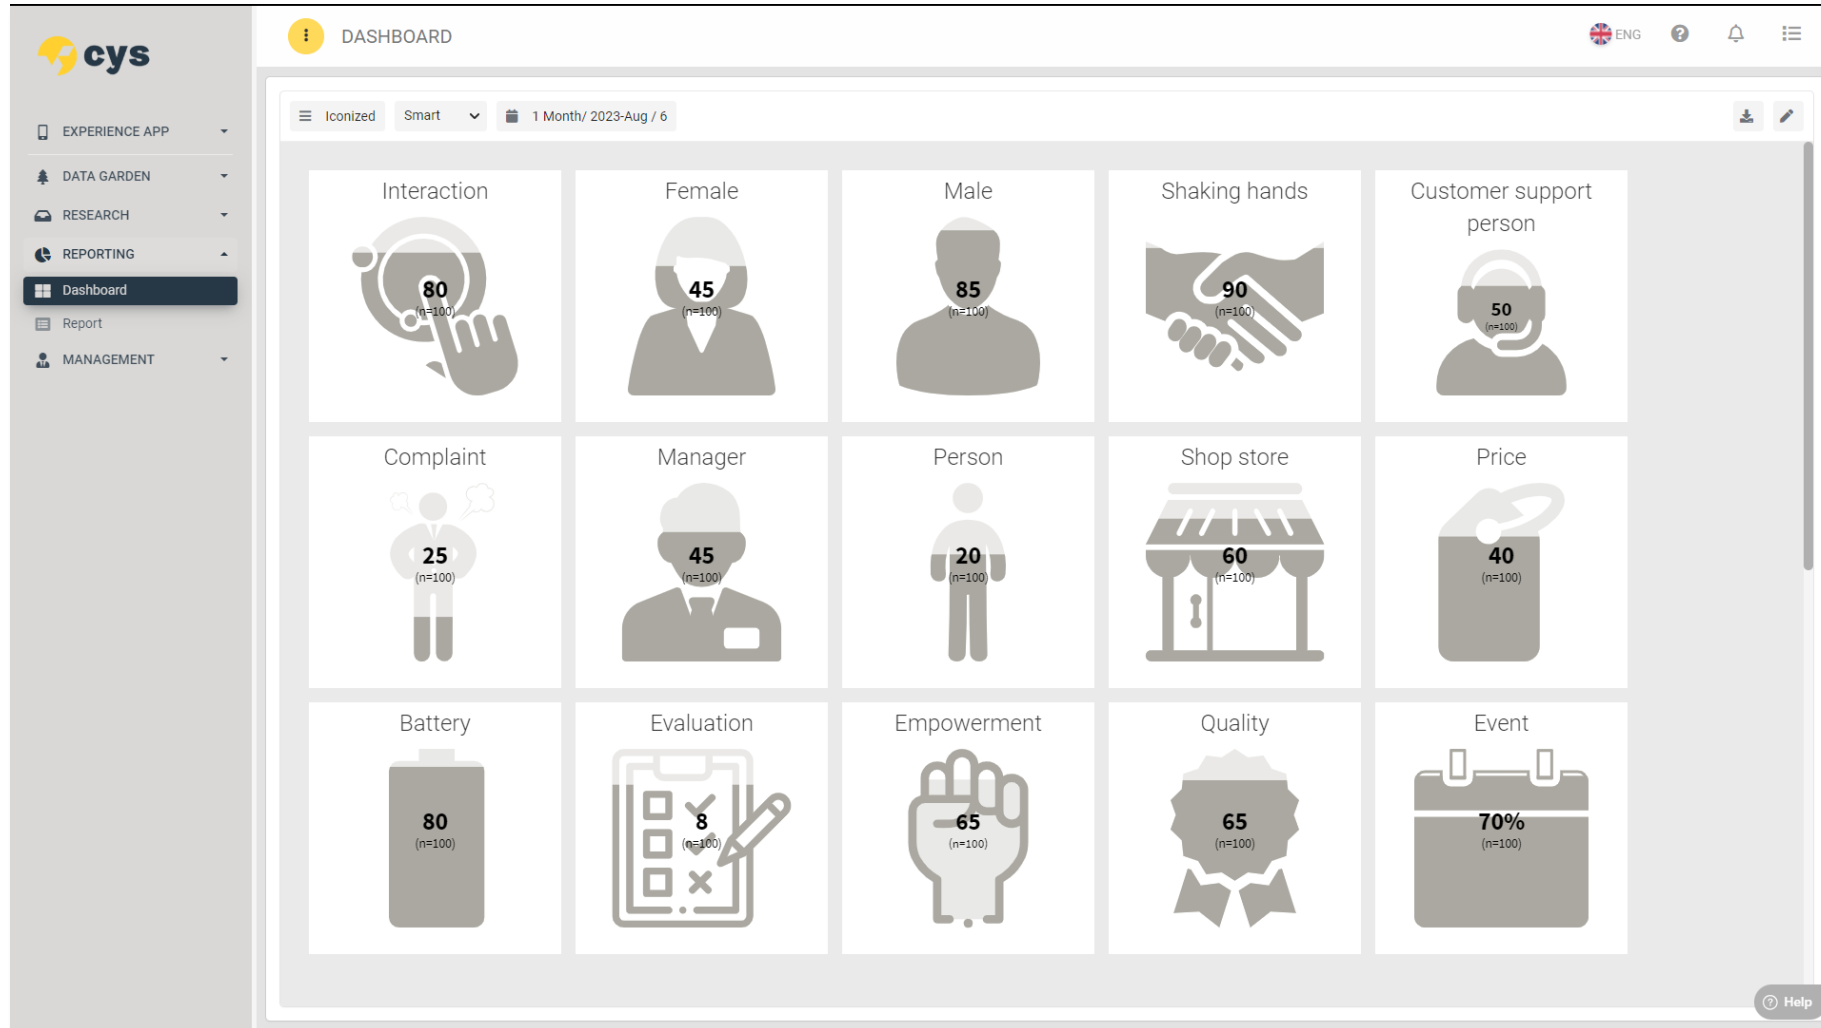 cys
DASHBOARD
ENG
EXPERIENCE APP
DATA GARDEN
RESEARCH
REPORTING
Dashboard
Report
MANAGEMENT
Iconized
Smart
1 Month/ 2023-Aug / 6
Interaction
80
(n=100)
Female
45
(n=100)
Male
85
(n=100)
Shaking hands
90
(n=100)
Customer support
person
50
(n=100)
Complaint
25
(n=100)
Manager
45
(n=100)
Person
20
(n=100)
Shop store
60
(n=100)
Price
40
(n=100)
Battery
80
(n=100)
Evaluation
8
(n=100)
Empowerment
65
(n=100)
Quality
65
(n=100)
Event
70%
(n=100)
Help